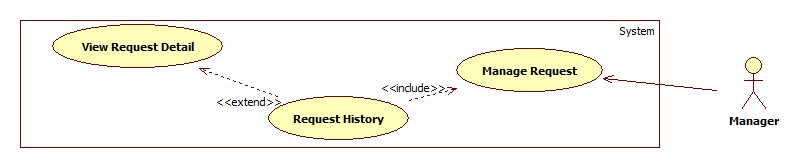 System
View Request Detail
Manage Request
<<include>>
<<extend>>
Request History
Manager